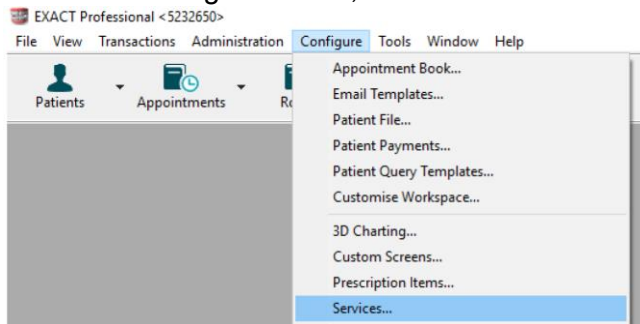 EXACT Professional <5232650>
File View Transactions Administration Configure Tools Window Help
Patients Appointments
Appointment Book...
Email Templates...
Patient File...
Patient Payments...
Patient Query Templates...
Customise Workspace...
3D Charting...
Custom Screens...
Prescription Items...
Services...